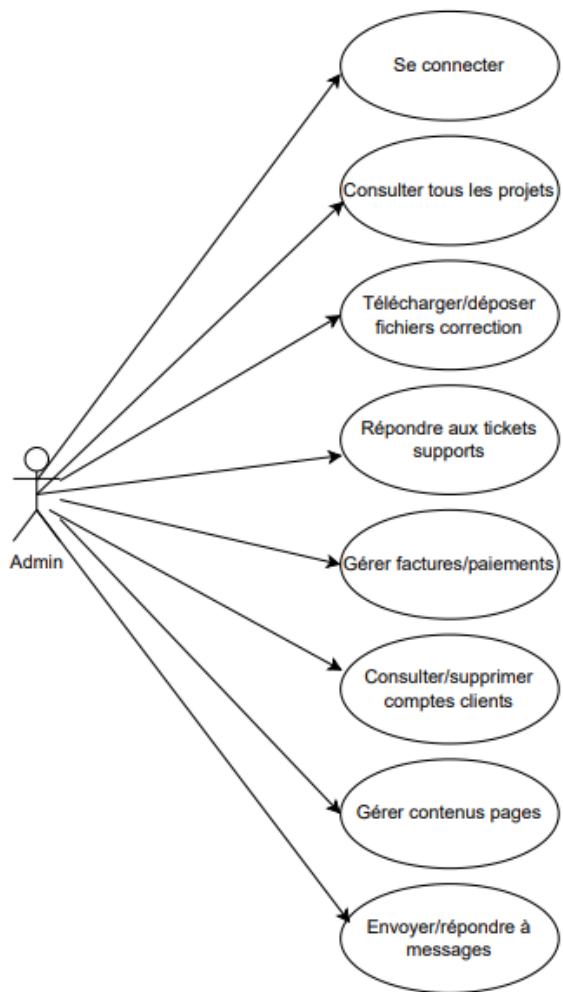 Se connecter
Consulter tous les projets
Télécharger/déposer
fichiers correction
Répondre aux tickets
supports
Admin
Gérer factures/paiements
Consulter/supprimer
comptes clients
Gérer contenus pages
Envoyer/répondre à
messages